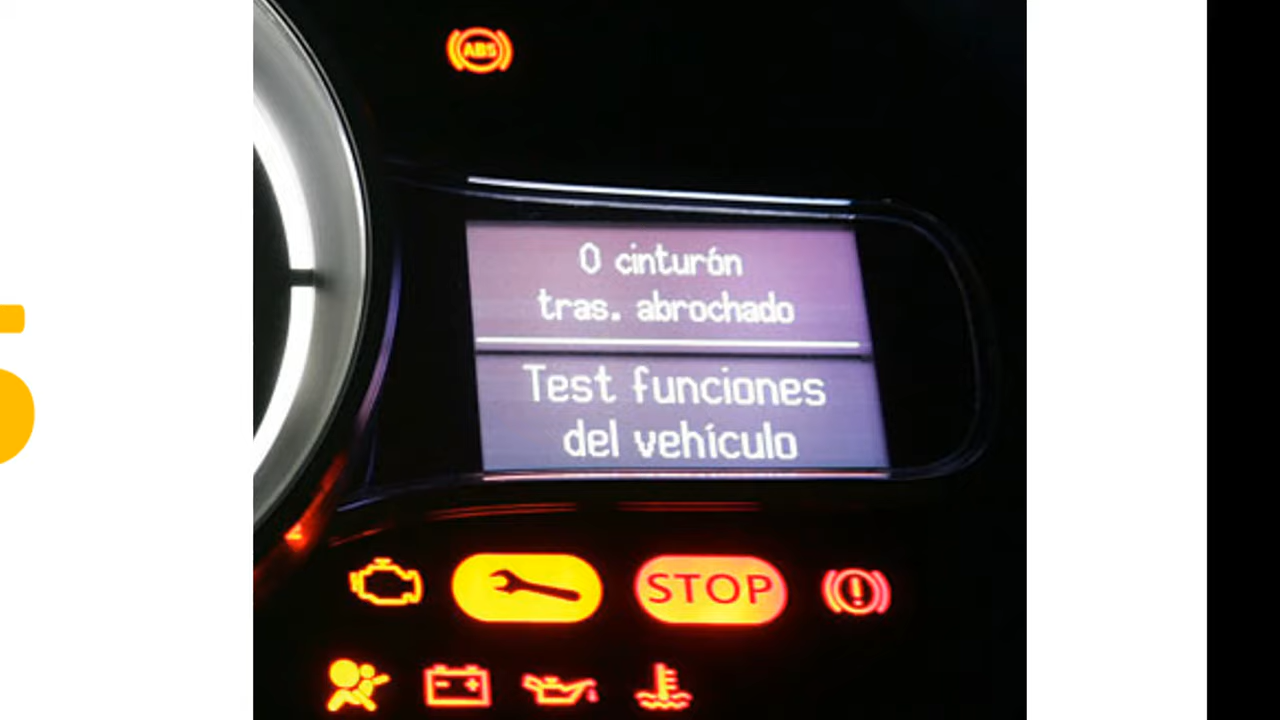 ABS
0 cinturón
tras. abrochado
Test funciones
del vehículo
STOP